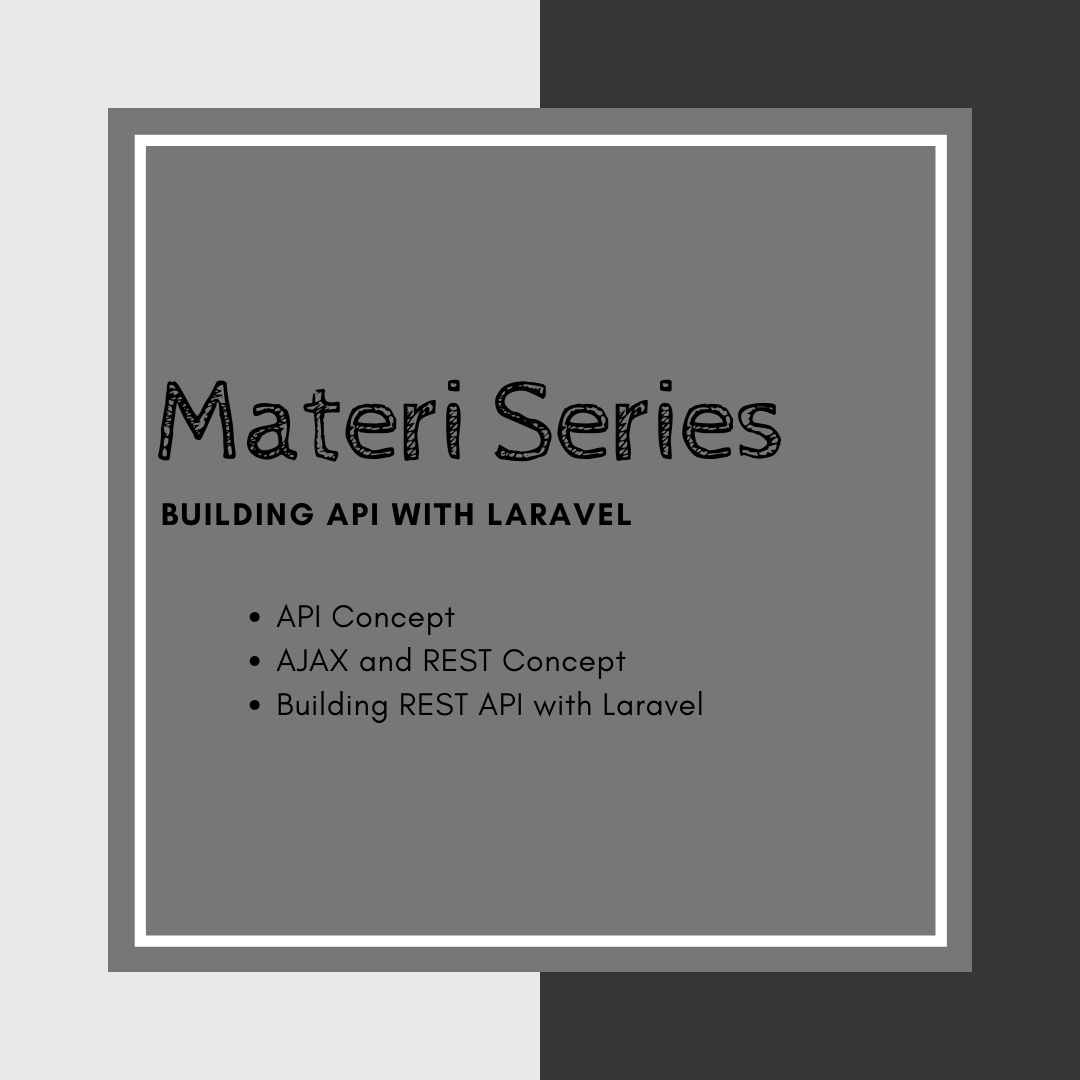 Materi Series
BUILDING API WITH LARAVEL
• API Concept
• AJAX and REST Concept
• Building REST API with Laravel